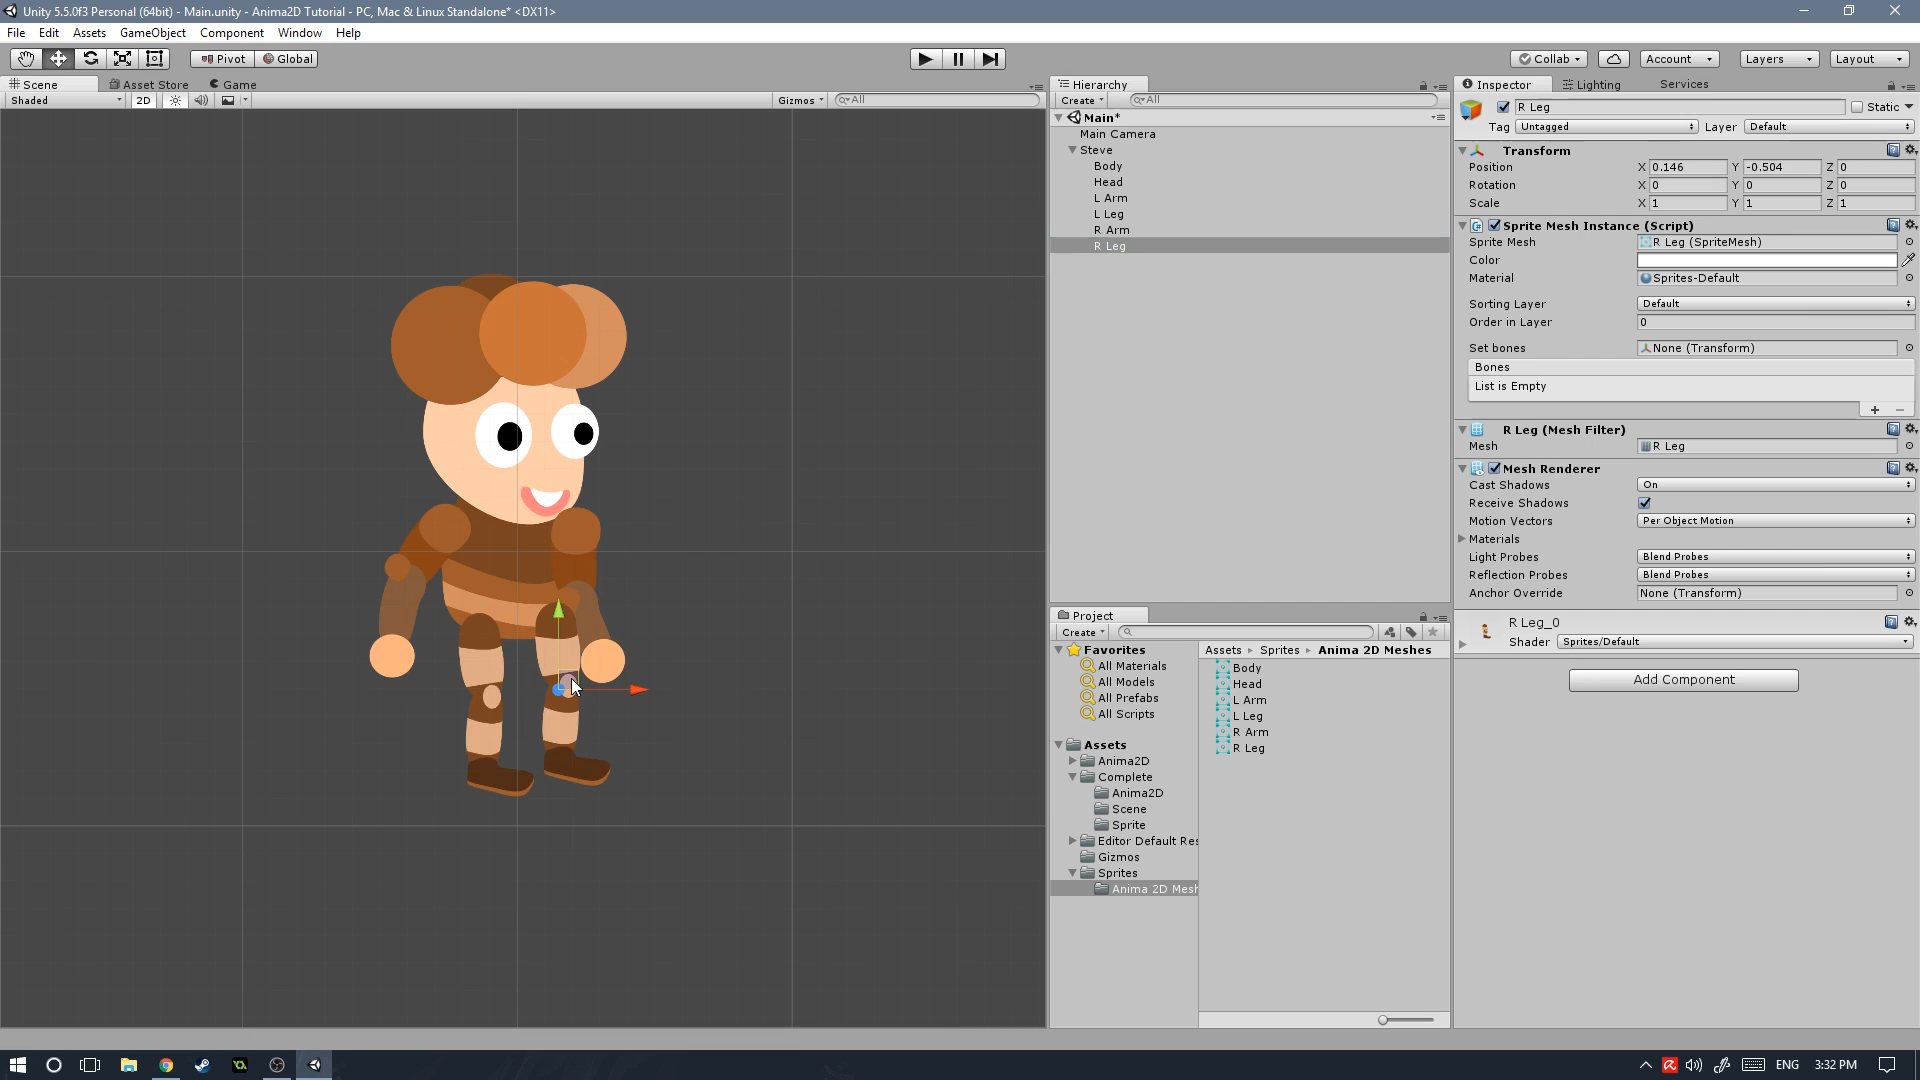 Unity 5.5.0f3 Personal (64bit) - Main.unity - Anima2D Tutorial - PC, Mac & Linux Standalone* <DX11>
File Edit Assets GameObject Component Window Help
Pivot Global Collab Account Layers Layout
Scene Asset Store Game
Shaded 2D Gizmos All
Hierarchy
Create All
Main*
Main Camera
Steve
Body
Head
L Arm
L Leg
R Arm
R Leg
Project
Create
Favorites
All Materials
All Models
All Prefabs
All Scripts
Assets
Anima2D
Complete
Anima2D
Scene
Sprite
Editor Default Res
Gizmos
Sprites
Anima 2D Mesh
Assets Sprites Anima 2D Meshes
Body
Head
L Arm
L Leg
R Arm
R Leg
Inspector Lighting Services
R Leg Static
Tag Untagged Layer Default
Transform
Position X 0.146 Y -0.504 Z 0
Rotation X 0 Y 0 Z 0
Scale X 1 Y 1 Z 1
Sprite Mesh Instance (Script)
Sprite Mesh R Leg (SpriteMesh)
Color
Material Sprites-Default
Sorting Layer Default
Order in Layer 0
Set bones None (Transform)
Bones
List is Empty
+ −
R Leg (Mesh Filter)
Mesh R Leg
Mesh Renderer
Cast Shadows On
Receive Shadows
Motion Vectors Per Object Motion
Materials
Light Probes Blend Probes
Reflection Probes Blend Probes
Anchor Override None (Transform)
R Leg_0
Shader Sprites/Default
Add Component
ENG 3:32 PM